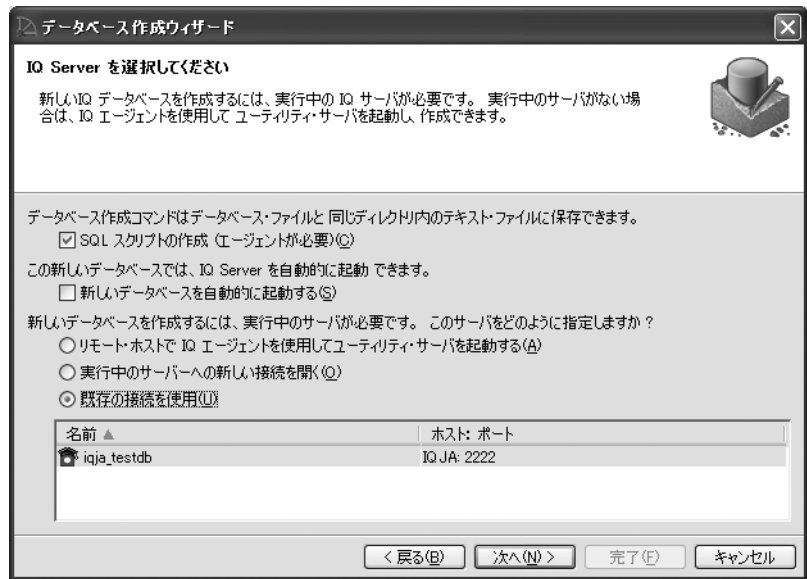 データベース作成ウィザード
IQ Server を選択してください
新しいIQ データベースを作成するには、実行中の IQ サーバが必要です。 実行中のサーバがない場
合は、IQ エージェントを使用して ユーティリティ・サーバを起動し、作成できます。
データベース作成コマンドはデータベース・ファイルと 同じディレクトリ内のテキスト・ファイルに保存できます。
SQL スクリプトの作成 (エージェントが必要)(C)
この新しいデータベースでは、IQ Server を自動的に起動 できます。
新しいデータベースを自動的に起動する(S)
新しいデータベースを作成するには、実行中のサーバが必要です。 このサーバをどのように指定しますか?
リモート・ホストで IQ エージェントを使用してユーティリティ・サーバを起動する(A)
実行中のサーバーへの新しい接続を開く(O)
既存の接続を使用(U)
名前 ホスト: ポート
iqja_testdb IQJA: 2222
< 戻る(B) 次へ(N) > 完了(F) キャンセル